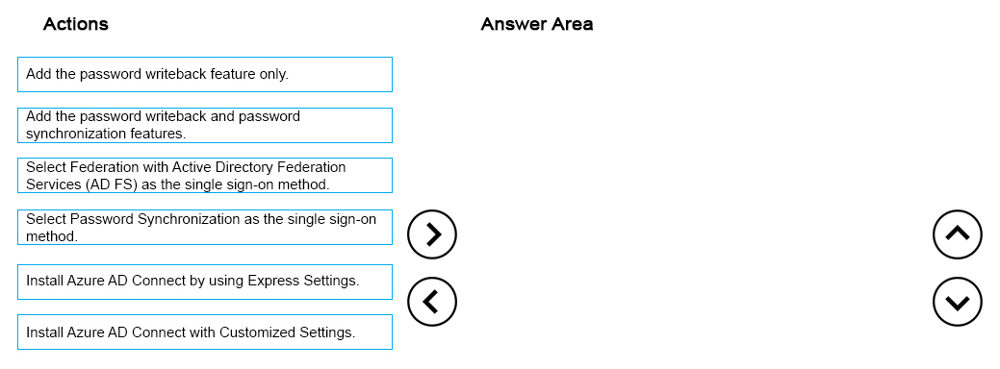 Actions
Answer Area
Add the password writeback feature only.
Add the password writeback and password
synchronization features.
Select Federation with Active Directory Federation
Services (AD FS) as the single sign-on method.
Select Password Synchronization as the single sign-on
method.
Install Azure AD Connect by using Express Settings.
Install Azure AD Connect with Customized Settings.